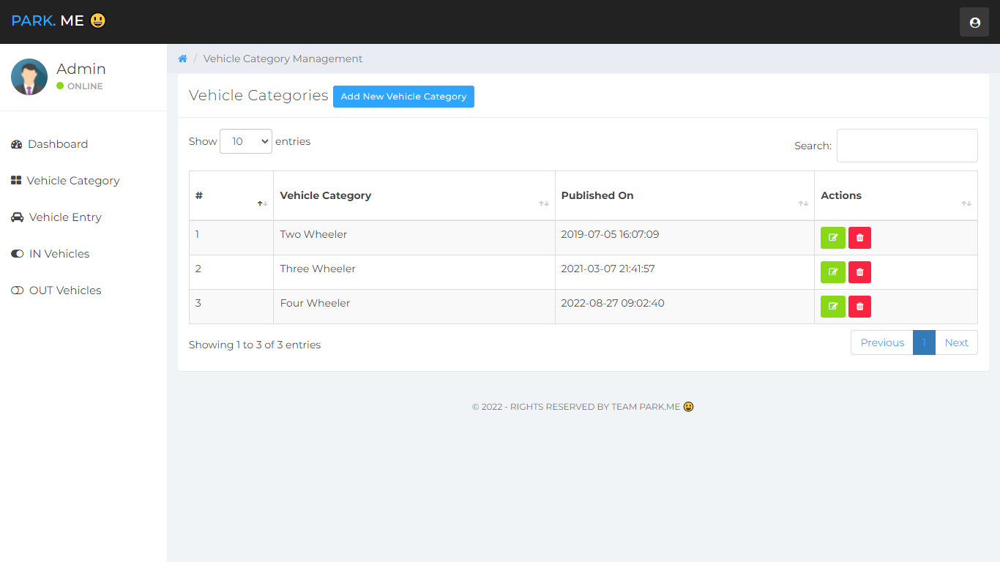 PARK. ME 😃
Admin
ONLINE
Dashboard
Vehicle Category
Vehicle Entry
IN Vehicles
OUT Vehicles
/ Vehicle Category Management
Vehicle Categories Add New Vehicle Category
Show 10 entries Search:
# Vehicle Category Published On Actions
1 Two Wheeler 2019-07-05 16:07:09
2 Three Wheeler 2021-03-07 21:41:57
3 Four Wheeler 2022-08-27 09:02:40
Showing 1 to 3 of 3 entries Previous 1 Next
© 2022 - RIGHTS RESERVED BY TEAM PARK.ME 😃